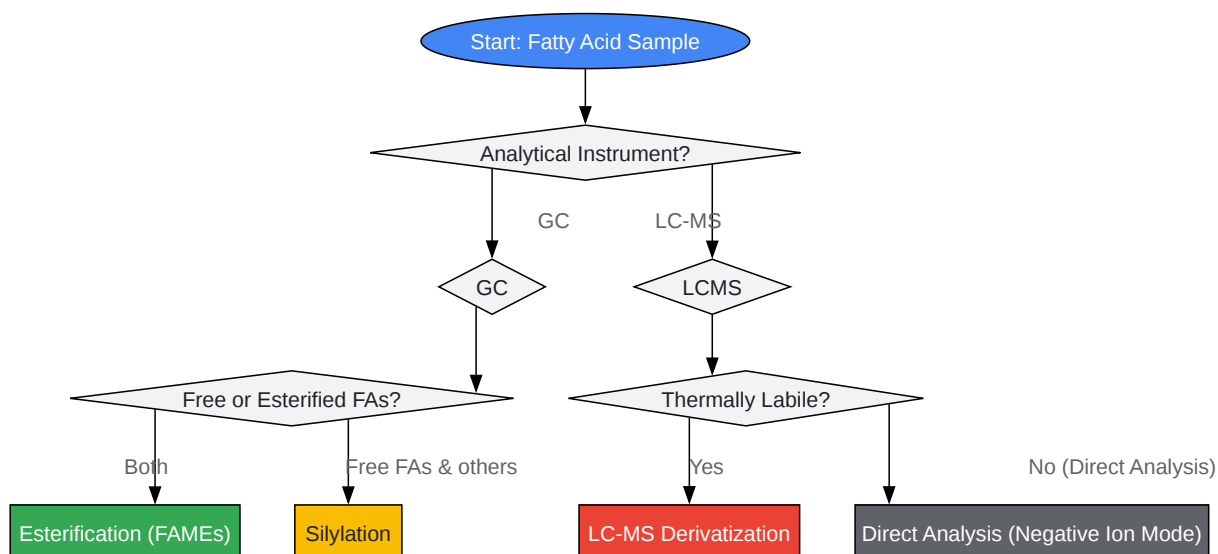 Start: Fatty Acid Sample
Analytical Instrument?
GC
LC-MS
GC
LCMS
Free or Esterified FAs?
Thermally Labile?
Both
Free FAs & others
Yes
No (Direct Analysis)
Esterification (FAMEs)
Silylation
LC-MS Derivatization
Direct Analysis (Negative Ion Mode)